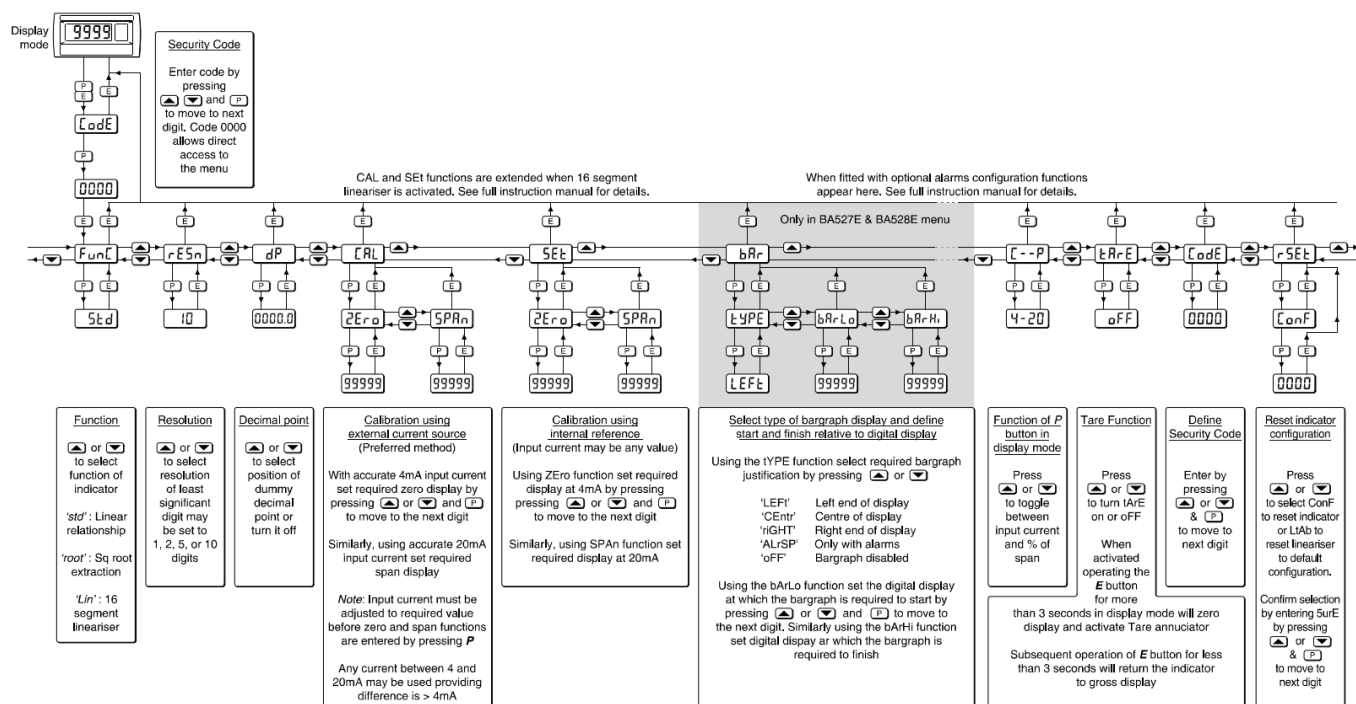 Display
mode
9999
Security Code
Enter code by
pressing
and P
to move to next
digit. Code 0000
allows direct
access to
the menu
P
E
E
CodE
P
0000
CAL and SEt functions are extended when 16 segment
lineariser is activated. See full instruction manual for details.
When fitted with optional alarms configuration functions
appear here. See full instruction manual for details.
Only in BA527E & BA528E menu
E E E E E E E E E E
FunC rESn dP CAL SEt bAr C--P tArE CodE rSEt
P E P E P E P E P E P E P E P E P E P E
Std 10 0000.0 ZEro SPAn ZEro SPAn tYPE bArLo bArHi 4-20 oFF 0000 ConF
P E P E P E P E P E P E P E P E
99999 99999 99999 99999 LEFt 99999 99999 0000
Function
or
to select
function of
indicator
'std' : Linear
relationship
'root' : Sq root
extraction
'Lin' : 16
segment
lineariser
Resolution
or
to select
resolution
of least
significant
digit may
be set to
1, 2, 5, or 10
digits
Decimal point
or
to select
position of
dummy
decimal
point or
turn it off
Calibration using
external current source
(Preferred method)
With accurate 4mA input current
set required zero display by
pressing or and P
to move to the next digit
Similarly, using accurate 20mA
input current set required
span display
Note: Input current must be
adjusted to required value
before zero and span functions
are entered by pressing P
Any current between 4 and
20mA may be used providing
difference is > 4mA
Calibration using
internal reference
(Input current may be any value)
Using ZEro function set required
display at 4mA by pressing
pressing or and P
to move to the next digit
Similarly, using SPAn function set
required display at 20mA
Select type of bargraph display and define
start and finish relative to digital display
Using the tYPE function select required bargraph
justification by pressing or
'LEFt' Left end of display
'CEntr' Centre of display
'riGHT' Right end of display
'ALrSP' Only with alarms
'oFF' Bargraph disabled
Using the bArLo function set the digital display
at which the bargraph is required to start by
pressing or and P to move to
the next digit. Similarly using the bArHi function
set digital dispay ar which the bargraph is
required to finish
Function of P
button in
display mode
Press
or
to toggle
between
input current
and % of
span
Tare Function
Press
or
to turn tArE
on or oFF
When
activated
operating the
E button
for more
than 3 seconds in display mode will zero
display and activate Tare annuciator
Subsequent operation of E button for less
than 3 seconds will return the indicator
to gross display
Define
Security Code
Enter by
pressing
or
& P
to move to
next digit
Reset indicator
configuration
Press
or
to select ConF
to reset indicator
or LtAb to
reset lineariser
to default
configuration.
Confirm selection
by entering 5urE
by pressing
or
& P
to move to
next digit